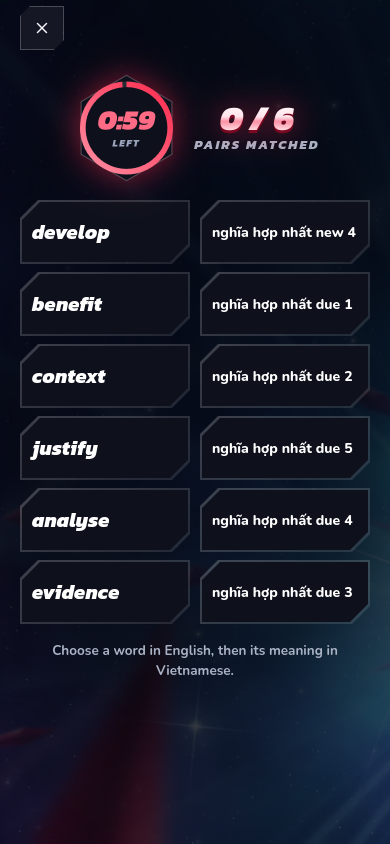 0:59
LEFT
0 / 6
PAIRS MATCHED
develop
nghĩa hợp nhất new 4
benefit
nghĩa hợp nhất due 1
context
nghĩa hợp nhất due 2
justify
nghĩa hợp nhất due 5
analyse
nghĩa hợp nhất due 4
evidence
nghĩa hợp nhất due 3
Choose a word in English, then its meaning in
Vietnamese.